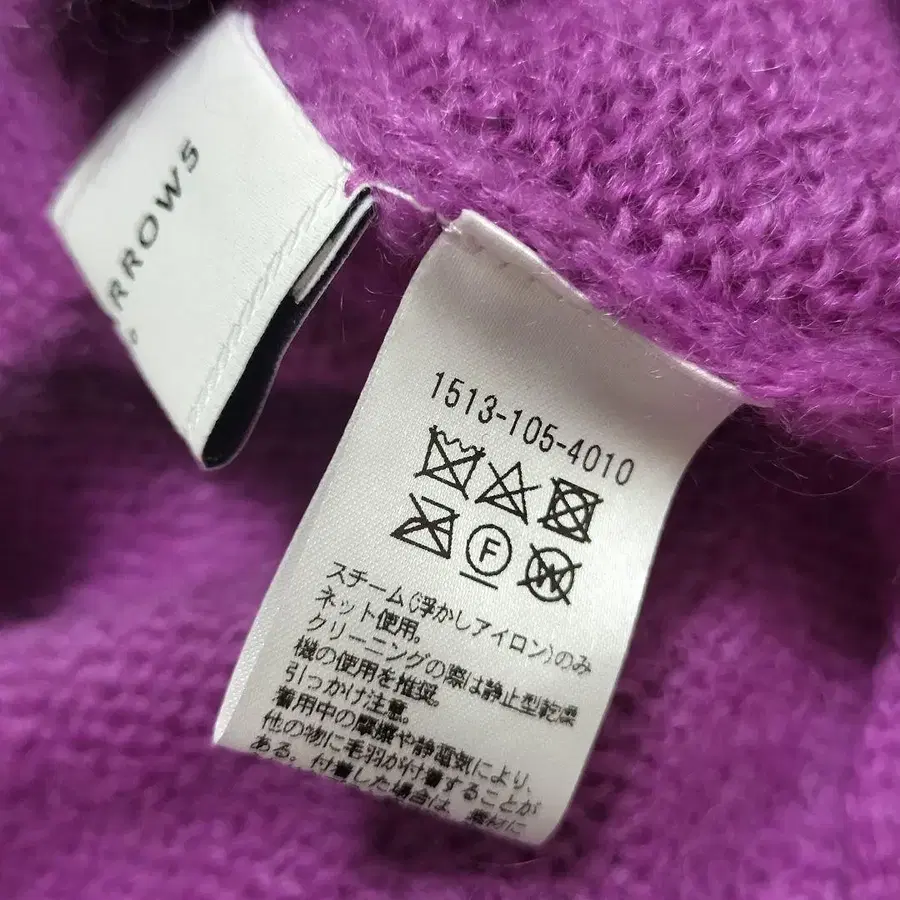 RROWS
1513-105-4010
F
W
スチーム(浮かしアイロン)のみ
ネット使用。
クリーニングの際は静止型乾燥
機の使用を推奨。
引っかけ注意。
着用中の摩擦や静電気により、
他の物に毛羽が付着することが
ある。付着した場合は、素材に